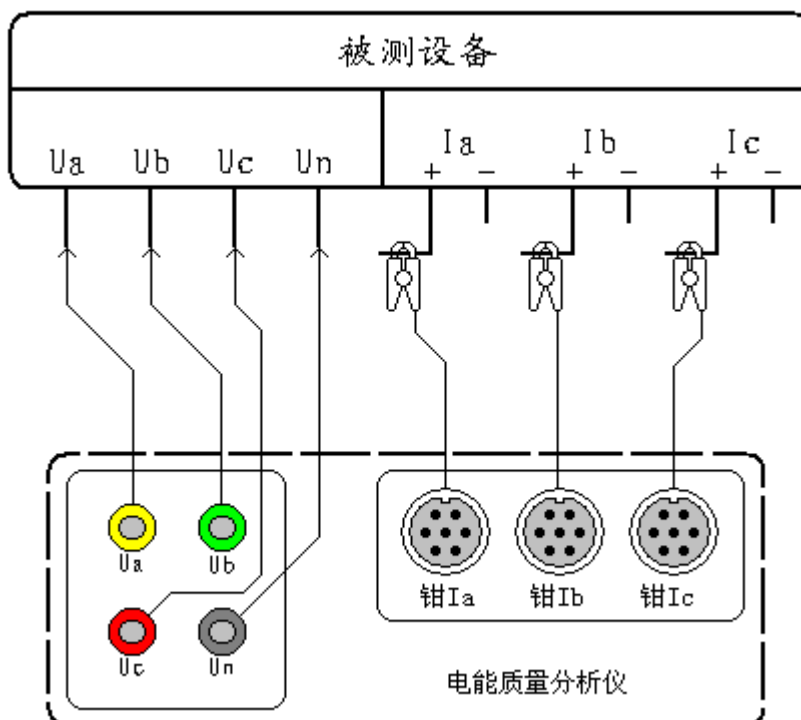 被测设备
Ua Ub Uc Un
Ia Ib Ic
+ − + − + −
Ua Ub
钳Ia 钳Ib 钳Ic
Uc Un
电能质量分析仪